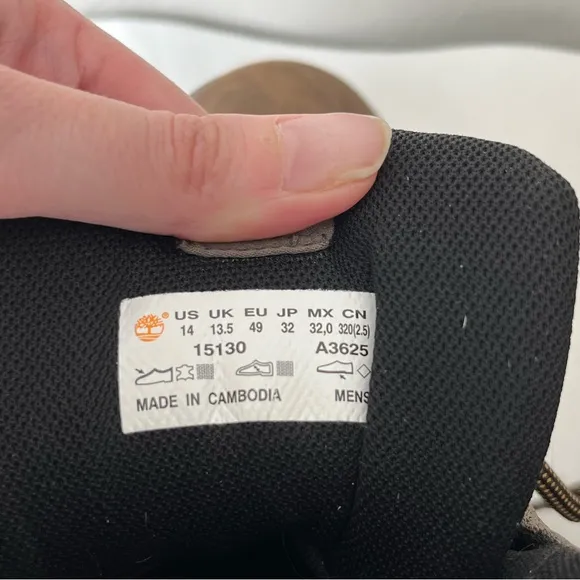 US UK EU JP MX CN
14 13.5 49 32 32,0 320(2.5)
15130 A3625
MADE IN CAMBODIA MENS